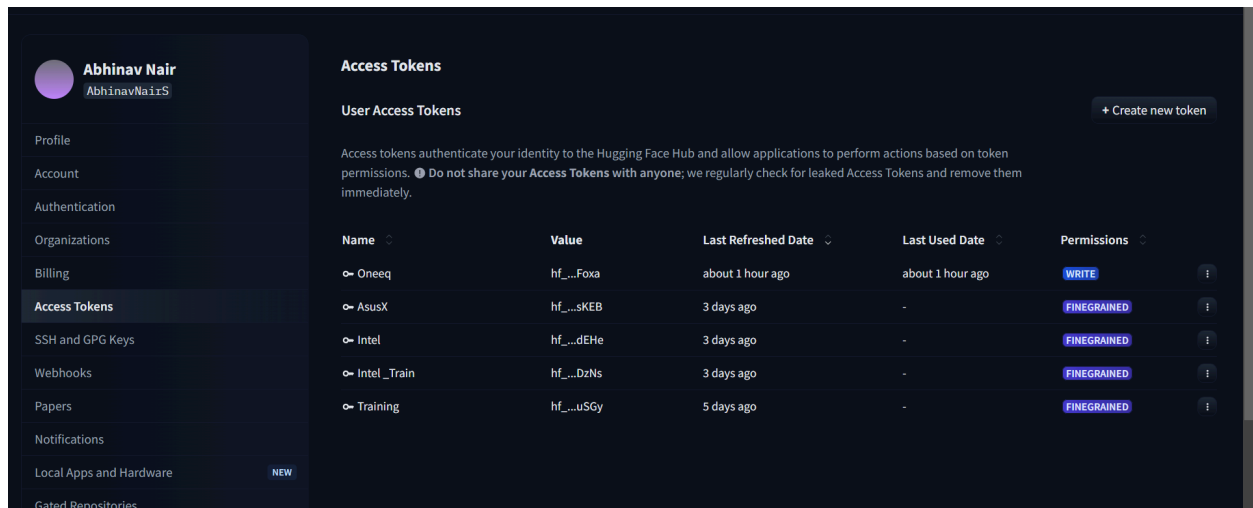 Abhinav Nair
AbhinavNairS
Profile
Account
Authentication
Organizations
Billing
Access Tokens
SSH and GPG Keys
Webhooks
Papers
Notifications
Local Apps and Hardware NEW
Gated Repositories
Access Tokens
User Access Tokens
+ Create new token
Access tokens authenticate your identity to the Hugging Face Hub and allow applications to perform actions based on token
permissions. Do not share your Access Tokens with anyone; we regularly check for leaked Access Tokens and remove them
immediately.
Name Value Last Refreshed Date Last Used Date Permissions
Oneeq hf_...Foxa about 1 hour ago about 1 hour ago WRITE
AsusX hf_...sKEB 3 days ago - FINEGRAINED
Intel hf_...dEHe 3 days ago - FINEGRAINED
Intel _Train hf_...DzNs 3 days ago - FINEGRAINED
Training hf_...uSGy 5 days ago - FINEGRAINED